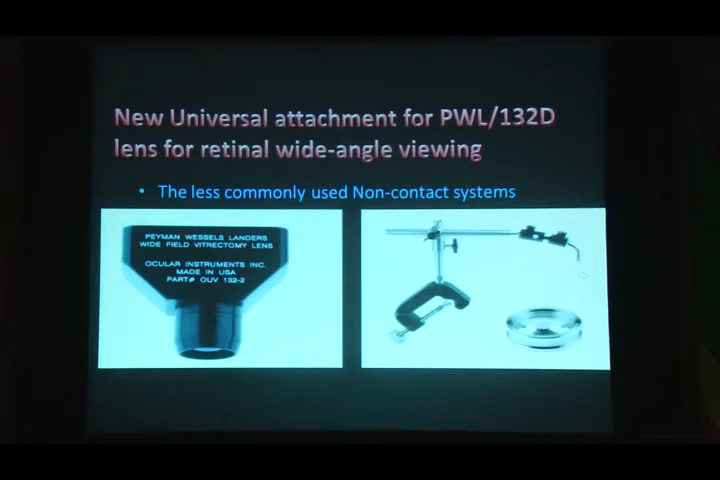 New Universal attachment for PWL/132D
lens for retinal wide-angle viewing
• The less commonly used Non-contact systems
PEYMAN WESSELS LANDERS
WIDE FIELD VITRECTOMY LENS
OCULAR INSTRUMENTS INC.
MADE IN USA
PART# OUV 132-2